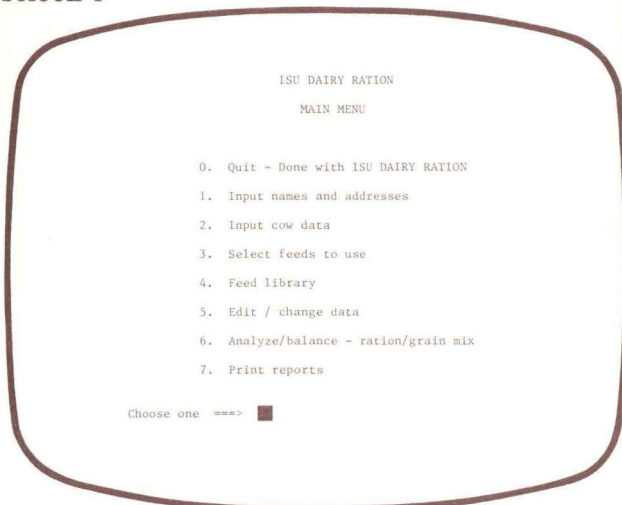 ISU DAIRY RATION
MAIN MENU
0. Quit - Done with ISU DAIRY RATION
1. Input names and addresses
2. Input cow data
3. Select feeds to use
4. Feed library
5. Edit / change data
6. Analyze/balance - ration/grain mix
7. Print reports
Choose one ===>